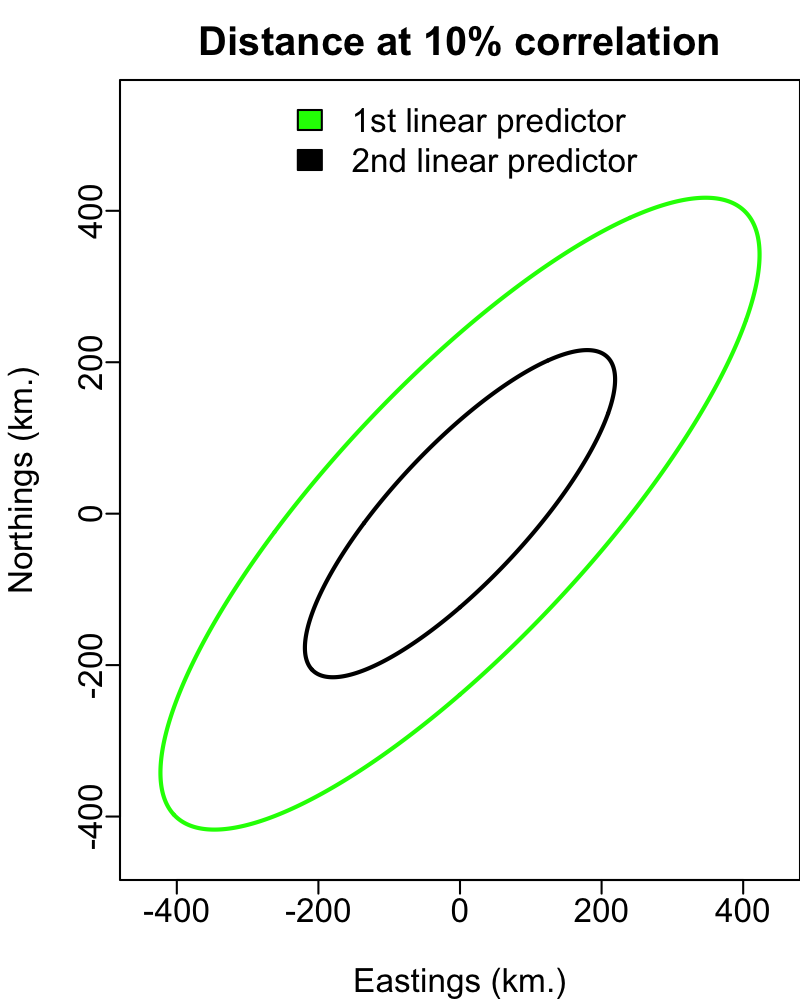 Distance at 10% correlation
1st linear predictor
2nd linear predictor
Northings (km.)
400
200
0
-200
-400
-400 -200 0 200 400
Eastings (km.)